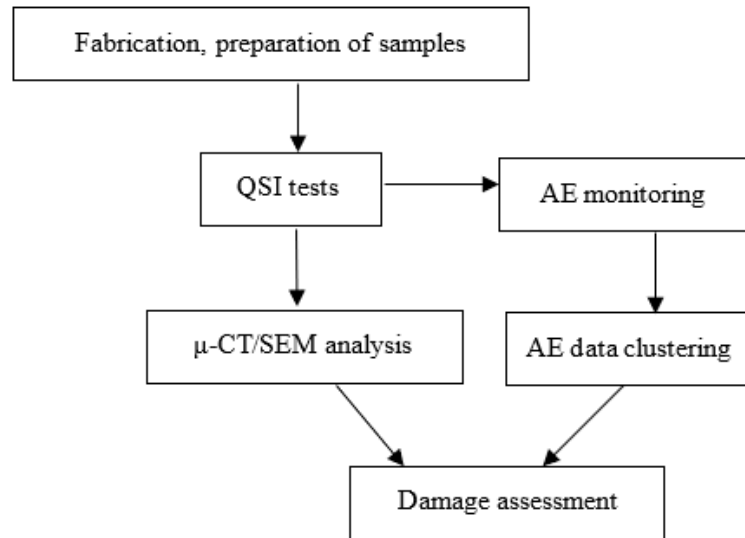 Fabrication, preparation of samples
QSI tests
AE monitoring
µ-CT/SEM analysis
AE data clustering
Damage assessment